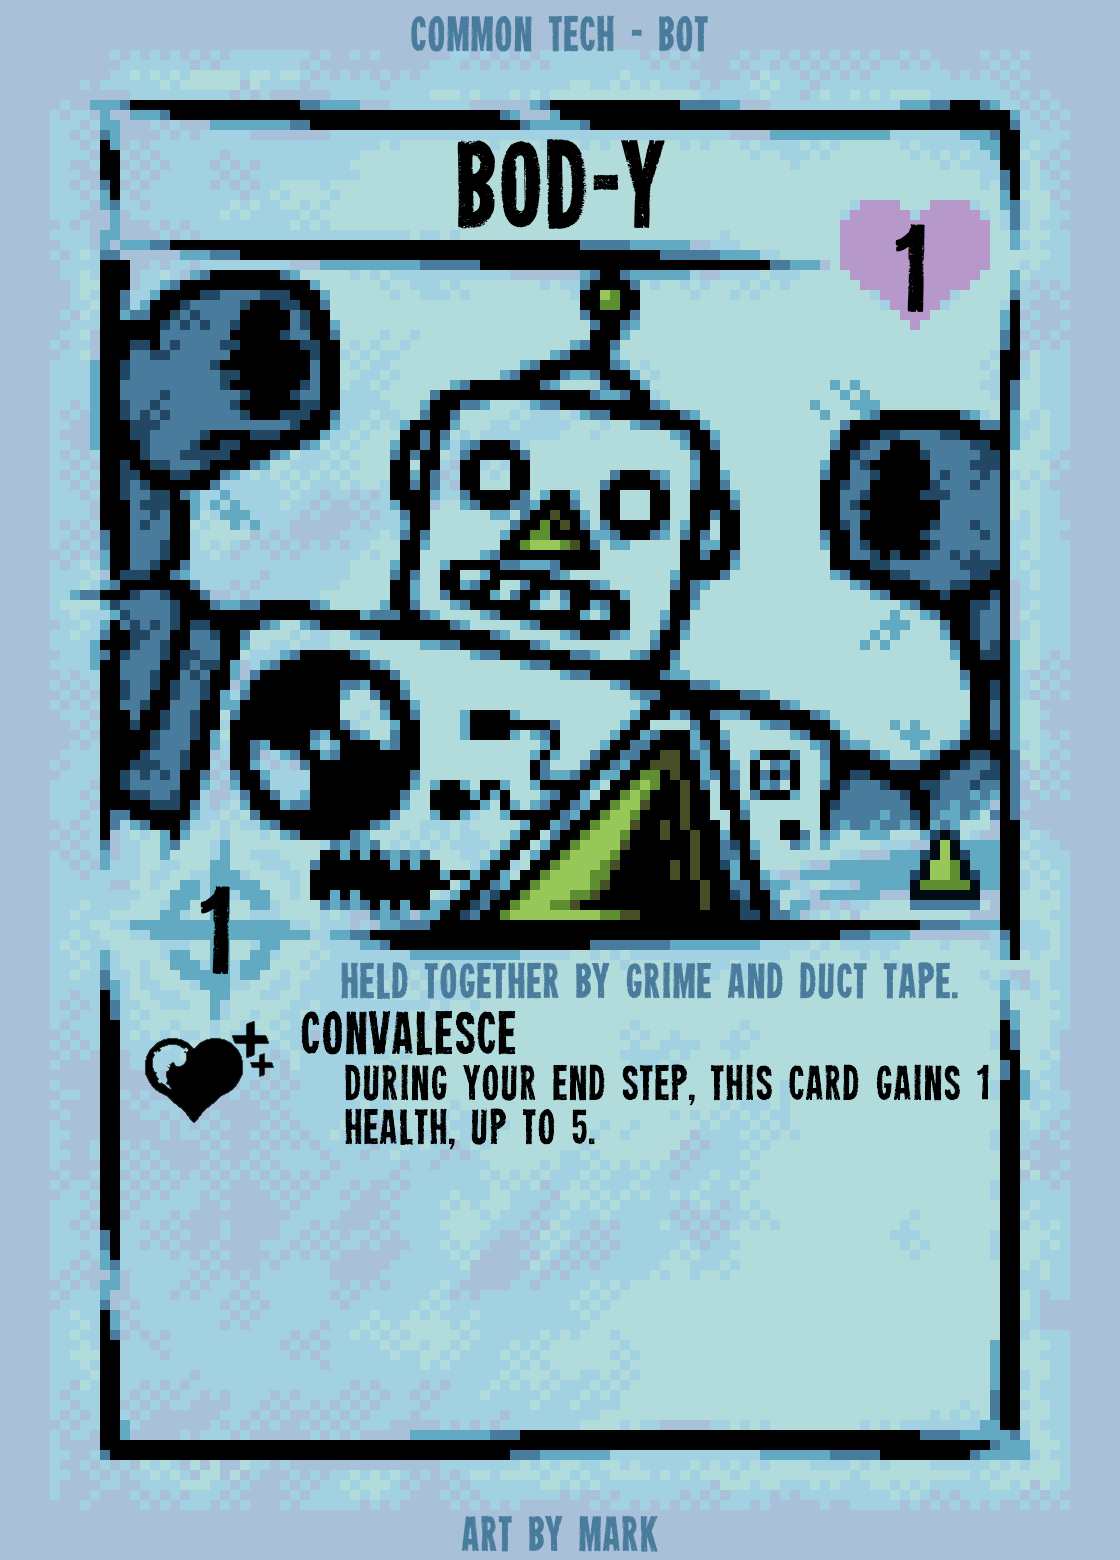 COMMON TECH - BOT
BOD-Y
1
1
HELD TOGETHER BY GRIME AND DUCT TAPE.
CONVALESCE
DURING YOUR END STEP, THIS CARD GAINS 1
HEALTH, UP TO 5.
ART BY MARK